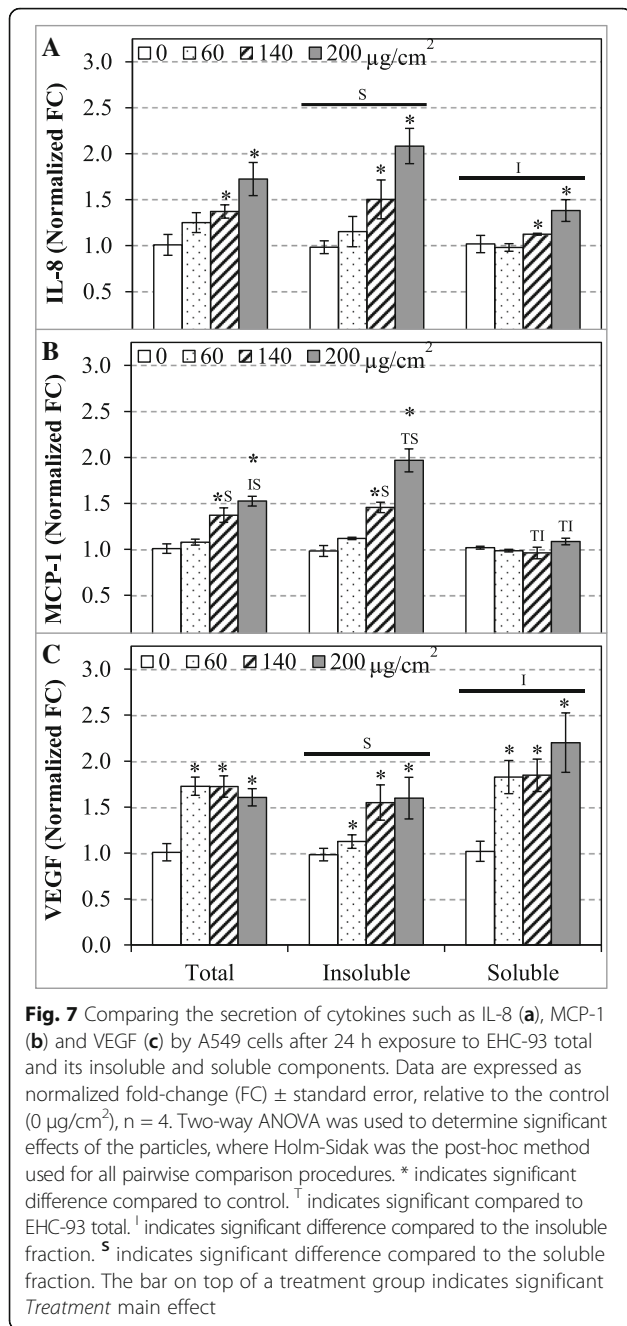 A
0 60 140 200 μg/cm²
IL-8 (Normalized FC)
3.0
2.5
2.0
1.5
1.0
0.5
* *
S
* *
I
* *
B
0 60 140 200 μg/cm²
MCP-1 (Normalized FC)
3.0
2.5
2.0
1.5
1.0
0.5
*S
*
IS
*S
*
TS
TI TI
C
0 60 140 200 μg/cm²
VEGF (Normalized FC)
3.0
2.5
2.0
1.5
1.0
0.5
0.0
* * *
S
* * *
I
* * *
Total Insoluble Soluble
Fig. 7 Comparing the secretion of cytokines such as IL-8 (a), MCP-1
(b) and VEGF (c) by A549 cells after 24 h exposure to EHC-93 total
and its insoluble and soluble components. Data are expressed as
normalized fold-change (FC) ± standard error, relative to the control
(0 μg/cm²), n = 4. Two-way ANOVA was used to determine significant
effects of the particles, where Holm-Sidak was the post-hoc method
used for all pairwise comparison procedures. * indicates significant
difference compared to control. ᵀ indicates significant compared to
EHC-93 total. ᴵ indicates significant difference compared to the insoluble
fraction. ˢ indicates significant difference compared to the soluble
fraction. The bar on top of a treatment group indicates significant
Treatment main effect